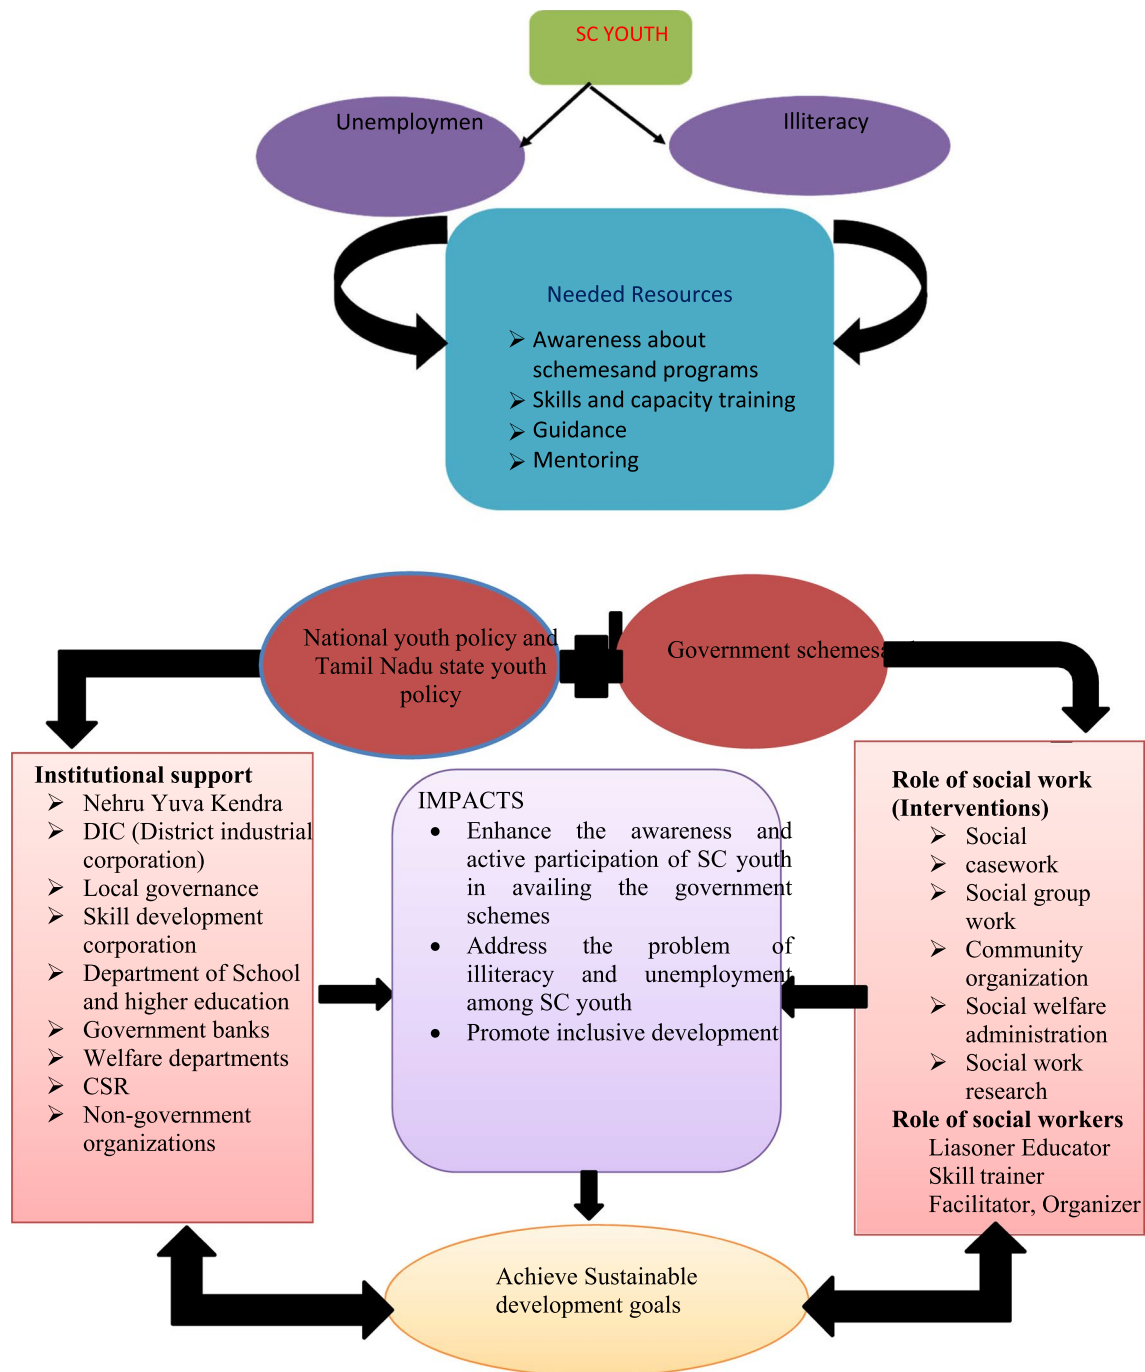 SC YOUTH
Unemploymen
Illiteracy
Needed Resources
➢ Awareness about
schemesand programs
➢ Skills and capacity training
➢ Guidance
➢ Mentoring
National youth policy and
Tamil Nadu state youth
policy
Government schemes
Institutional support
➢ Nehru Yuva Kendra
➢ DIC (District industrial
corporation)
➢ Local governance
➢ Skill development
corporation
➢ Department of School
and higher education
➢ Government banks
➢ Welfare departments
➢ CSR
➢ Non-government
organizations
IMPACTS
• Enhance the awareness and
active participation of SC youth
in availing the government
schemes
• Address the problem of
illiteracy and unemployment
among SC youth
• Promote inclusive development
Role of social work
(Interventions)
➢ Social
➢ casework
➢ Social group
work
➢ Community
organization
➢ Social welfare
administration
➢ Social work
research
Role of social workers
Liasoner Educator
Skill trainer
Facilitator, Organizer
Achieve Sustainable
development goals